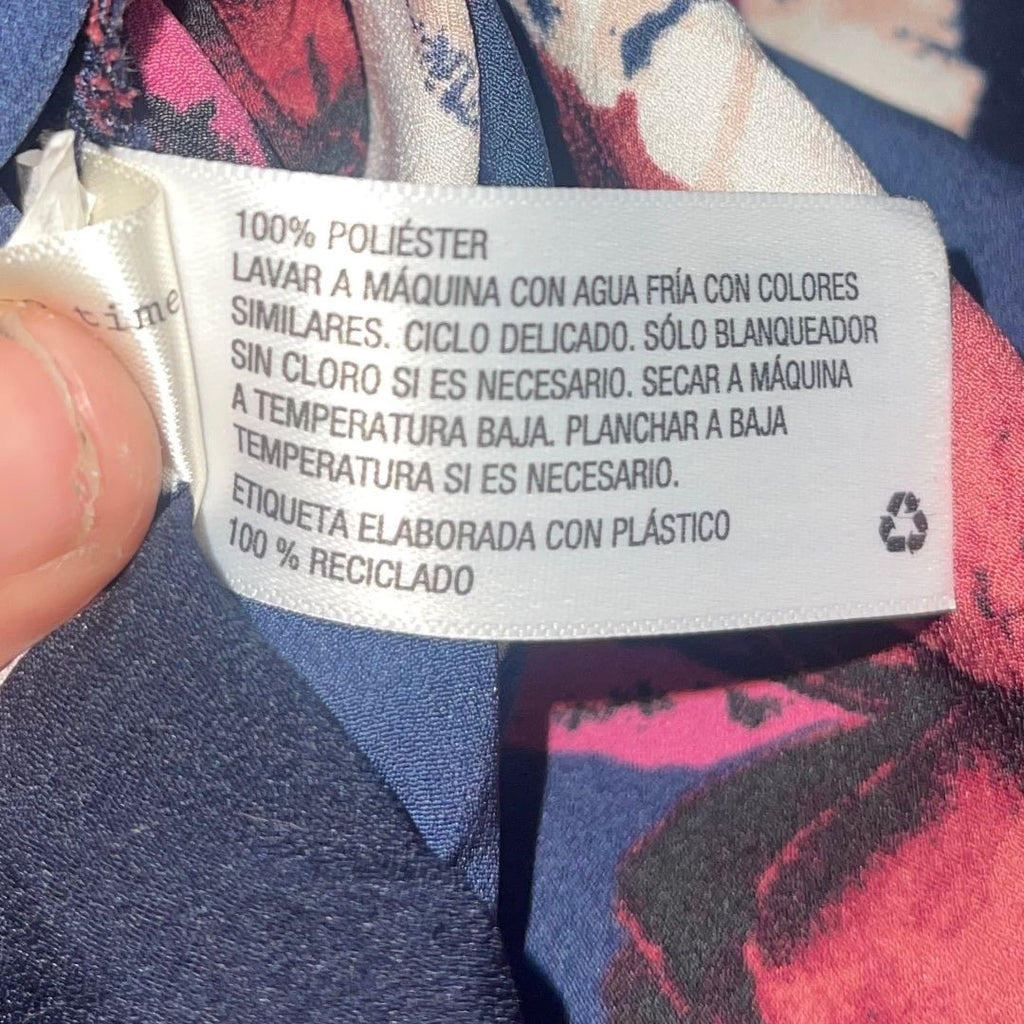 time
100% POLIÉSTER
LAVAR A MÁQUINA CON AGUA FRÍA CON COLORES
SIMILARES. CICLO DELICADO. SÓLO BLANQUEADOR
SIN CLORO SI ES NECESARIO. SECAR A MÁQUINA
A TEMPERATURA BAJA. PLANCHAR A BAJA
TEMPERATURA SI ES NECESARIO.
ETIQUETA ELABORADA CON PLÁSTICO
100 % RECICLADO